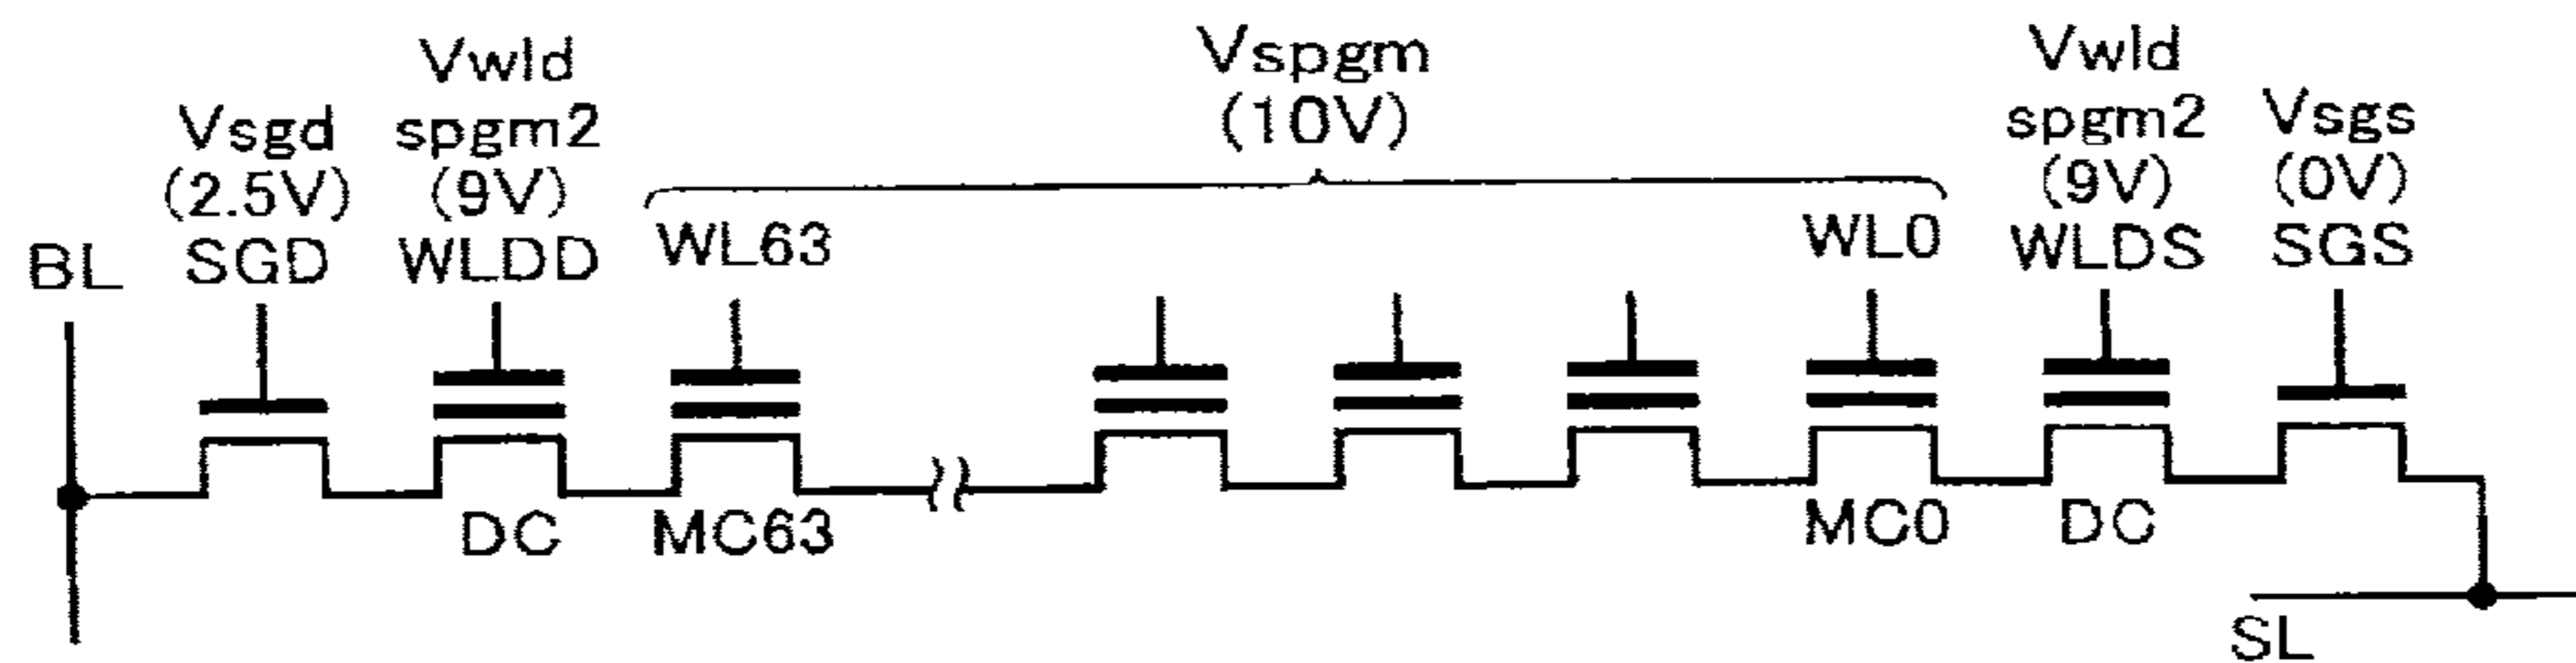 Vspgm
(10V)
Vwld
spgm2
(9V)
WLDD
Vsgd
(2.5V)
SGD
BL
WL63
WL0
Vwld
spgm2
(9V)
WLDS
Vsgs
(0V)
SGS
DC
MC63
MC0
DC
SL